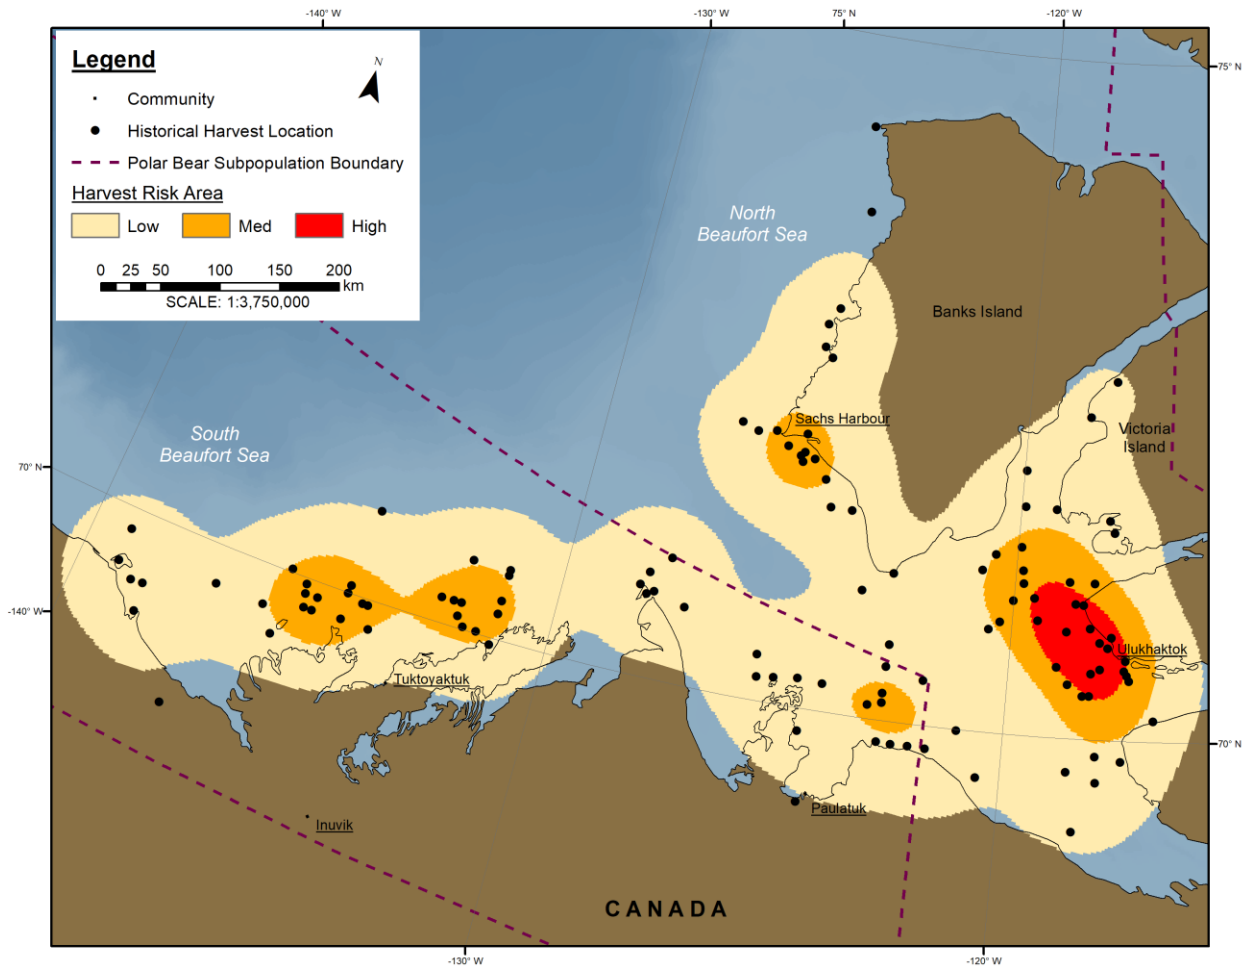 -140° W
-130° W
75° W
-120° W
Legend
N
Community
Historical Harvest Location
Polar Bear Subpopulation Boundary
Harvest Risk Area
Low
Med
High
0 25 50 100 150 200
km
SCALE: 1:3,750,000
75° N
North
Beaufort Sea
Banks Island
Sachs Harbour
Victoria
Island
South
Beaufort Sea
70° N
-140° W
Ulukhaktok
Tuktoyaktuk
70° N
Paulatuk
Inuvik
CANADA
-130° W
-120° W